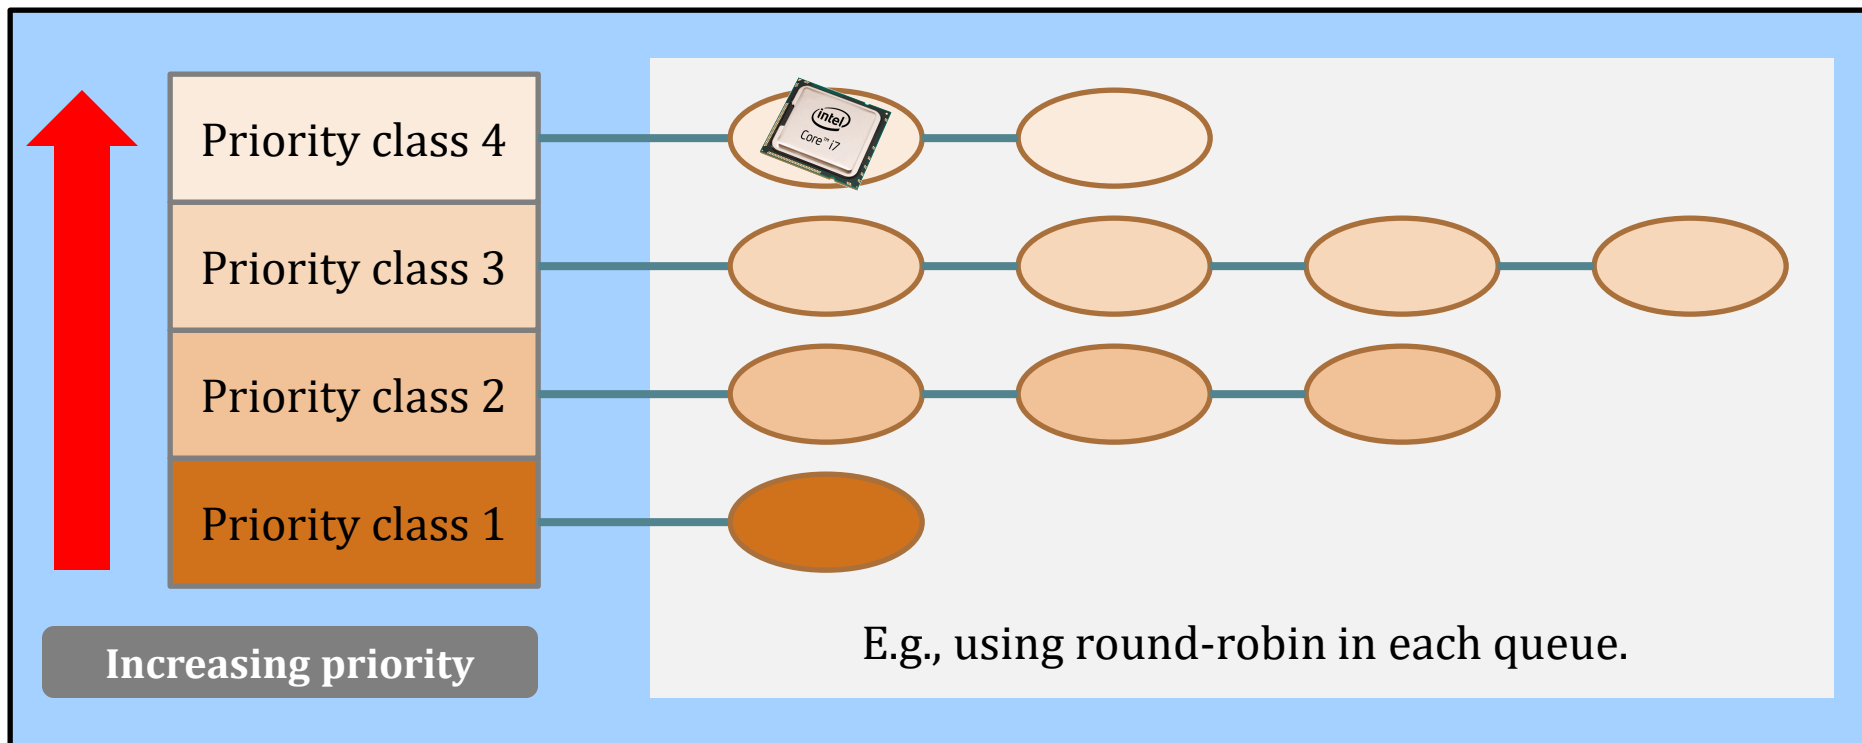 Priority class 4
intel
Core™ i7
Priority class 3
Priority class 2
Priority class 1
Increasing priority
E.g., using round-robin in each queue.